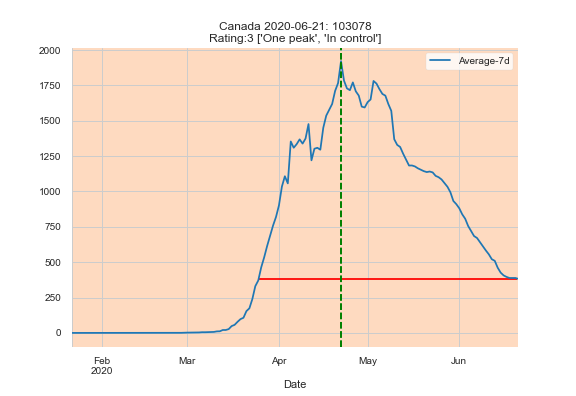 Canada 2020-06-21: 103078
Rating:3 ['One peak', 'In control']
Average-7d
2000
1750
1500
1250
1000
750
500
250
0
Feb
2020
Mar
Apr
May
Jun
Date